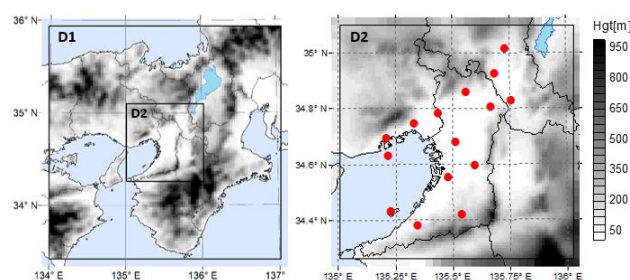 D1
D2
36° N
35° N
34° N
134° E
135° E
136° E
137°
D2
35° N
34.8° N
34.6° N
34.4° N
135° E
135.25° E
135.5° E
135.75° E
136° E
Hgt[m]
950
800
650
500
350
200
50